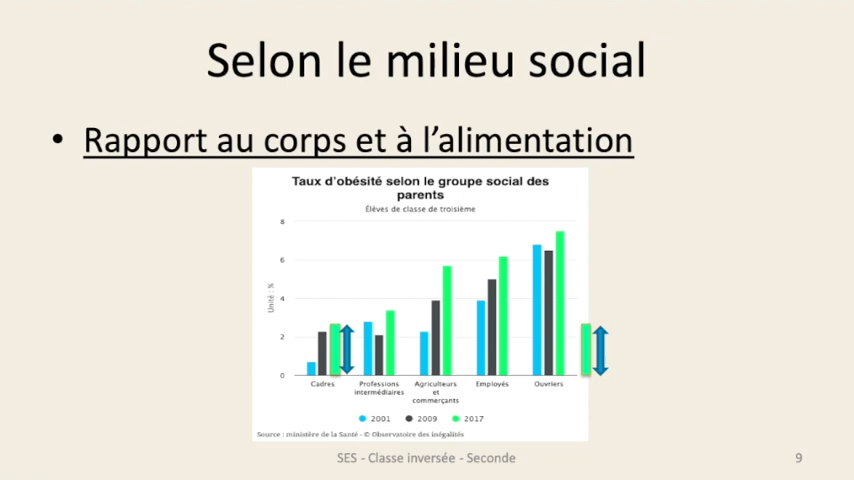 Selon le milieu social
• Rapport au corps et à l'alimentation
Taux d'obésité selon le groupe social des
parents
Élèves de classe de troisième
8
6
4
2
0
Unité : %
Cadres
Professions
intermédiaires
Agriculteurs
et
commerçants
Employés
Ouvriers
2001 2009 2017
Source : ministère de la Santé - © Observatoire des inégalités
SES - Classe inversée - Seconde
9